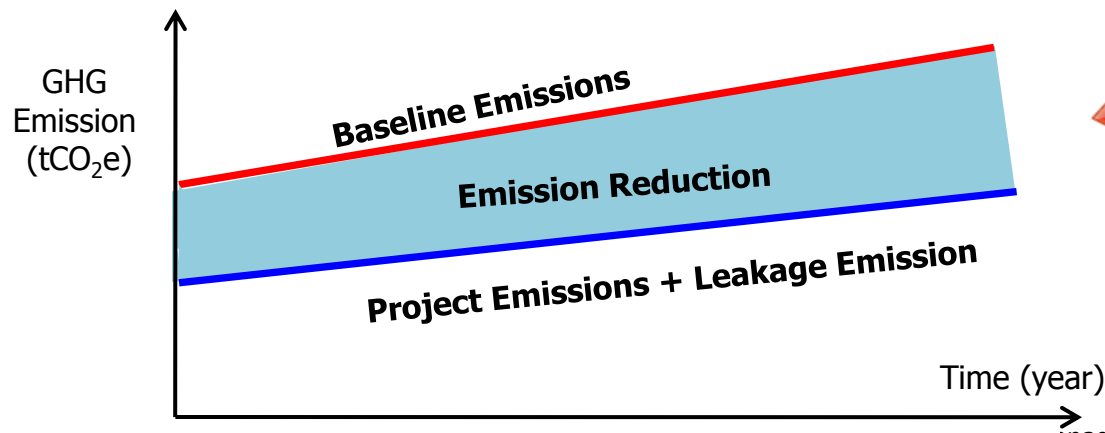 GHG
Emission
(tCO₂e)
Baseline Emissions
Emission Reduction
Project Emissions + Leakage Emission
Time (year)